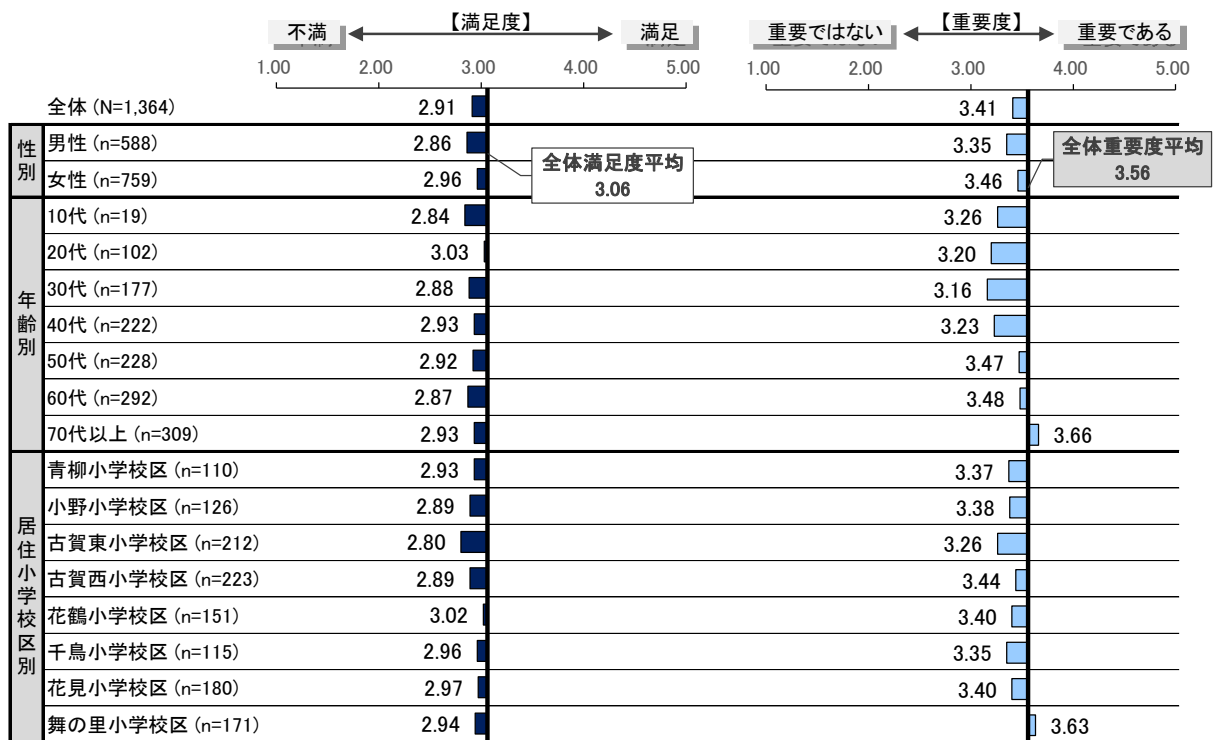 不満 【満足度】 満足 重要ではない 【重要度】 重要である
1.00 2.00 3.00 4.00 5.00 1.00 2.00 3.00 4.00 5.00
全体 (N=1,364) 2.91 3.41
性別
男性 (n=588) 2.86 3.35
全体満足度平均
3.06
全体重要度平均
3.56
女性 (n=759) 2.96 3.46
年齢別
10代 (n=19) 2.84 3.26
20代 (n=102) 3.03 3.20
30代 (n=177) 2.88 3.16
40代 (n=222) 2.93 3.23
50代 (n=228) 2.92 3.47
60代 (n=292) 2.87 3.48
70代以上 (n=309) 2.93 3.66
居住小学校区別
青柳小学校区 (n=110) 2.93 3.37
小野小学校区 (n=126) 2.89 3.38
古賀東小学校区 (n=212) 2.80 3.26
古賀西小学校区 (n=223) 2.89 3.44
花鶴小学校区 (n=151) 3.02 3.40
千鳥小学校区 (n=115) 2.96 3.35
花見小学校区 (n=180) 2.97 3.40
舞の里小学校区 (n=171) 2.94 3.63